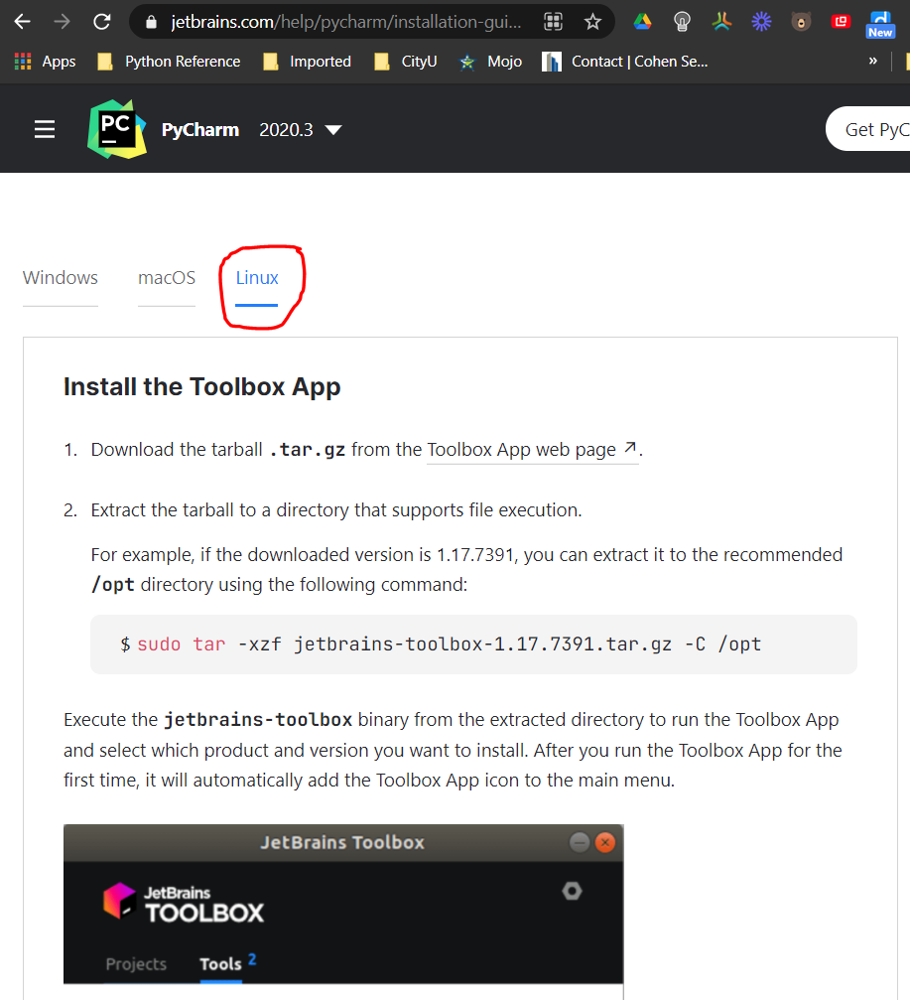 jetbrains.com/help/pycharm/installation-gui...
New
Apps Python Reference Imported CityU Mojo Contact | Cohen Se... »
PC PyCharm 2020.3 Get PyC
Windows macOS Linux
Install the Toolbox App
1. Download the tarball .tar.gz from the Toolbox App web page ↗.
2. Extract the tarball to a directory that supports file execution.
For example, if the downloaded version is 1.17.7391, you can extract it to the recommended
/opt directory using the following command:
$ sudo tar -xzf jetbrains-toolbox-1.17.7391.tar.gz -C /opt
Execute the jetbrains-toolbox binary from the extracted directory to run the Toolbox App
and select which product and version you want to install. After you run the Toolbox App for the
first time, it will automatically add the Toolbox App icon to the main menu.
JetBrains Toolbox
JetBrains
TOOLBOX
Projects Tools 2